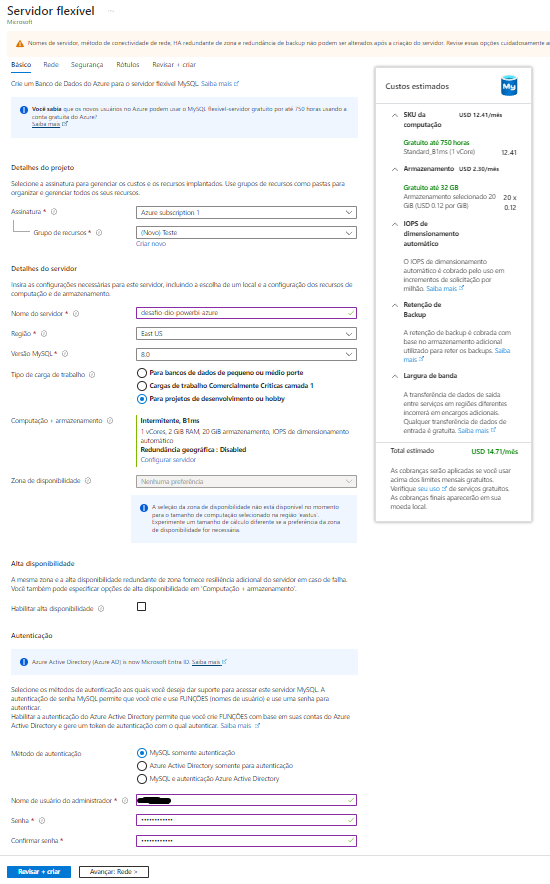 Servidor flexível ...
Microsoft
Nomes de servidor, método de conectividade de rede, HA redundante de zona e redundância de backup não podem ser alterados após a criação do servidor. Revise essas opções cuidadosamente a
Básico Rede Segurança Rótulos Revisar + criar
Crie um Banco de Dados do Azure para o servidor flexível MySQL. Saiba mais
Você sabia que os novos usuários no Azure podem usar o MySQL flexível-servidor gratuito por até 750 horas usando a
conta gratuita do Azure?
Saiba mais
Detalhes do projeto
Selecione a assinatura para gerenciar os custos e os recursos implantados. Use grupos de recursos como pastas para
organizar e gerenciar todos os seus recursos.
Assinatura * Azure subscription 1
Grupo de recursos * (Novo) Teste
Criar novo
Detalhes do servidor
Insira as configurações necessárias para este servidor, incluindo a escolha de um local e a configuração dos recursos de
computação e de armazenamento.
Nome do servidor * desafio-dio-powerbi-azure
Região * East US
Versão MySQL * 8.0
Tipo de carga de trabalho Para bancos de dados de pequeno ou médio porte
Cargas de trabalho Comercialmente Críticas camada 1
Para projetos de desenvolvimento ou hobby
Computação + armazenamento Intermitente, B1ms
1 vCores, 2 GiB RAM, 20 GiB armazenamento, IOPS de dimensionamento
automático
Redundância geográfica : Disabled
Configurar servidor
Zona de disponibilidade Nenhuma preferência
A seleção da zona de disponibilidade não está disponível no momento
para o tamanho de computação selecionado na região 'eastus'.
Experimente um tamanho de cálculo diferente se a preferência da zona
de disponibilidade for necessária.
Alta disponibilidade
A mesma zona e a alta disponibilidade redundante de zona fornece resiliência adicional do servidor em caso de falha.
Você também pode especificar opções de alta disponibilidade em 'Computação + armazenamento'.
Habilitar alta disponibilidade
Autenticação
Azure Active Directory (Azure AD) is now Microsoft Entra ID. Saiba mais
Selecione os métodos de autenticação aos quais você deseja dar suporte para acessar este servidor MySQL. A
autenticação de senha MySQL permite que você crie e use FUNÇÕES (nomes de usuário) e use uma senha para
autenticar.
Habilitar a autenticação do Azure Active Directory permite que você crie FUNÇÕES com base em suas contas do Azure
Active Directory e gere um token de autenticação com o qual autenticar. Saiba mais
Método de autenticação MySQL somente autenticação
Azure Active Directory somente para autenticação
MySQL e autenticação Azure Active Directory
Nome de usuário do administrador *
Senha * ••••••••••••
Confirmar senha * ••••••••••••
Revisar + criar Avançar: Rede >
Custos estimados My
SKU da computação USD 12.41/mês
Gratuito até 750 horas
Standard_B1ms (1 vCore) 12.41
Armazenamento USD 2.30/mês
Gratuito até 32 GB
Armazenamento selecionado 20 20 x
GiB (USD 0.12 por GiB) 0.12
IOPS de
dimensionamento
automático
O IOPS de dimensionamento
automático é cobrado pelo uso em
incrementos de solicitação por
milhão. Saiba mais
Retenção de
Backup
A retenção de backup é cobrada com
base no armazenamento adicional
utilizado para reter os backups. Saiba
mais
Largura de banda
A transferência de dados de saída
entre serviços em regiões diferentes
incorrerá em encargos adicionais.
Qualquer transferência de dados de
entrada é gratuita. Saiba mais
Total estimado USD 14.71/mês
As cobranças serão aplicadas se você usar
acima dos limites mensais gratuitos.
Verifique seu uso de serviços gratuitos.
As cobranças finais aparecerão em sua
moeda local.